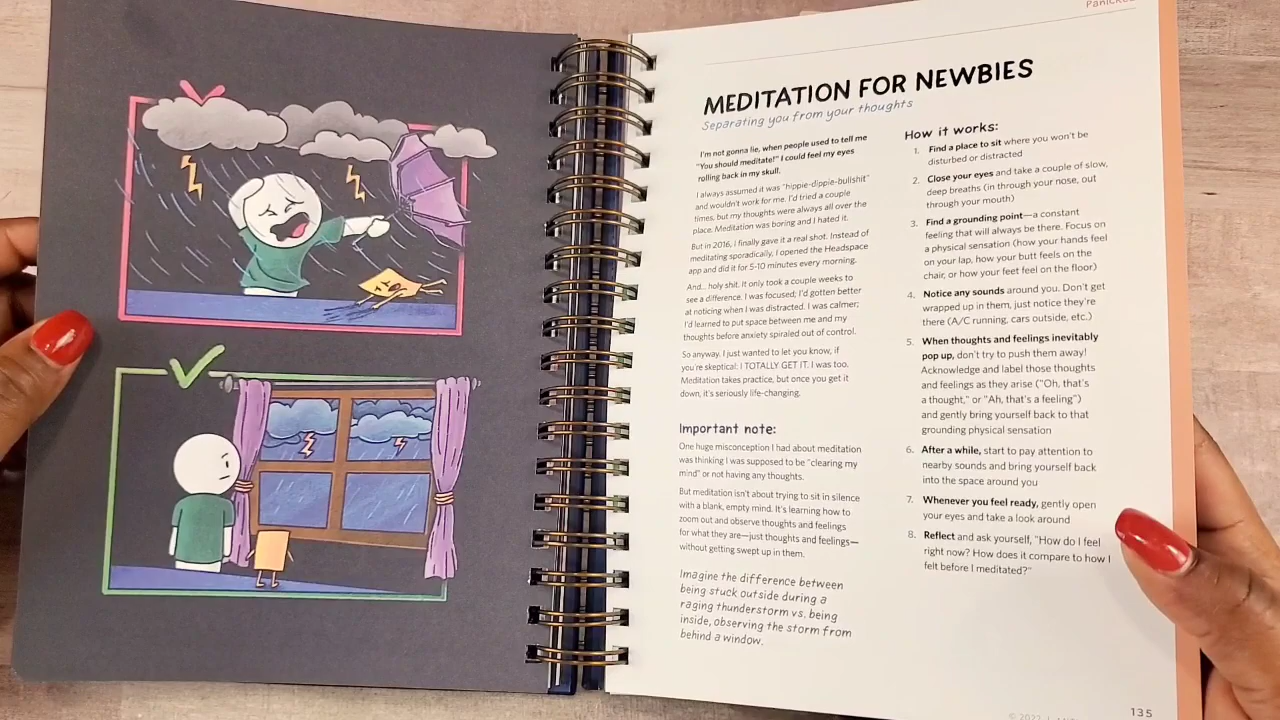 MEDITATION FOR NEWBIES
Separating you from your thoughts
I'm not gonna lie, when people used to tell me
"You should meditate!" I could feel my eyes
rolling back in my skull.
I always assumed it was "hippie-dippie-bullshit"
and wouldn't work for me. I'd tried a couple
times, but my thoughts were always all over the
place. Meditation was boring and I hated it.
But in 2016, I finally gave it a real shot. Instead of
meditating sporadically, I opened the Headspace
app and did it for 5-10 minutes every morning.
And... holy shit. It only took a couple weeks to
see a difference. I was focused; I'd gotten better
at noticing when I was distracted. I was calmer;
I'd learned to put space between me and my
thoughts before anxiety spiraled out of control.
So anyway. I just wanted to let you know, if
you're skeptical: I TOTALLY GET IT. I was too.
Meditation takes practice, but once you get it
down, it's seriously life-changing.
Important note:
One huge misconception I had about meditation
was thinking I was supposed to be "clearing my
mind" or not having any thoughts.
But meditation isn't about trying to sit in silence
with a blank, empty mind. It's learning how to
zoom out and observe thoughts and feelings
for what they are—just thoughts and feelings—
without getting swept up in them.
Imagine the difference between
being stuck outside during a
raging thunderstorm vs. being
inside, observing the storm from
behind a window.
How it works:
1. Find a place to sit where you won't be
disturbed or distracted
2. Close your eyes and take a couple of slow,
deep breaths (in through your nose, out
through your mouth)
3. Find a grounding point—a constant
feeling that will always be there. Focus on
a physical sensation (how your hands feel
on your lap, how your butt feels on the
chair, or how your feet feel on the floor)
4. Notice any sounds around you. Don't get
wrapped up in them, just notice they're
there (A/C running, cars outside, etc.)
5. When thoughts and feelings inevitably
pop up, don't try to push them away!
Acknowledge and label those thoughts
and feelings as they arise ("Oh, that's
a thought," or "Ah, that's a feeling")
and gently bring yourself back to that
grounding physical sensation
6. After a while, start to pay attention to
nearby sounds and bring yourself back
into the space around you
7. Whenever you feel ready, gently open
your eyes and take a look around
8. Reflect and ask yourself, "How do I feel
right now? How does it compare to how I
felt before I meditated?"
135